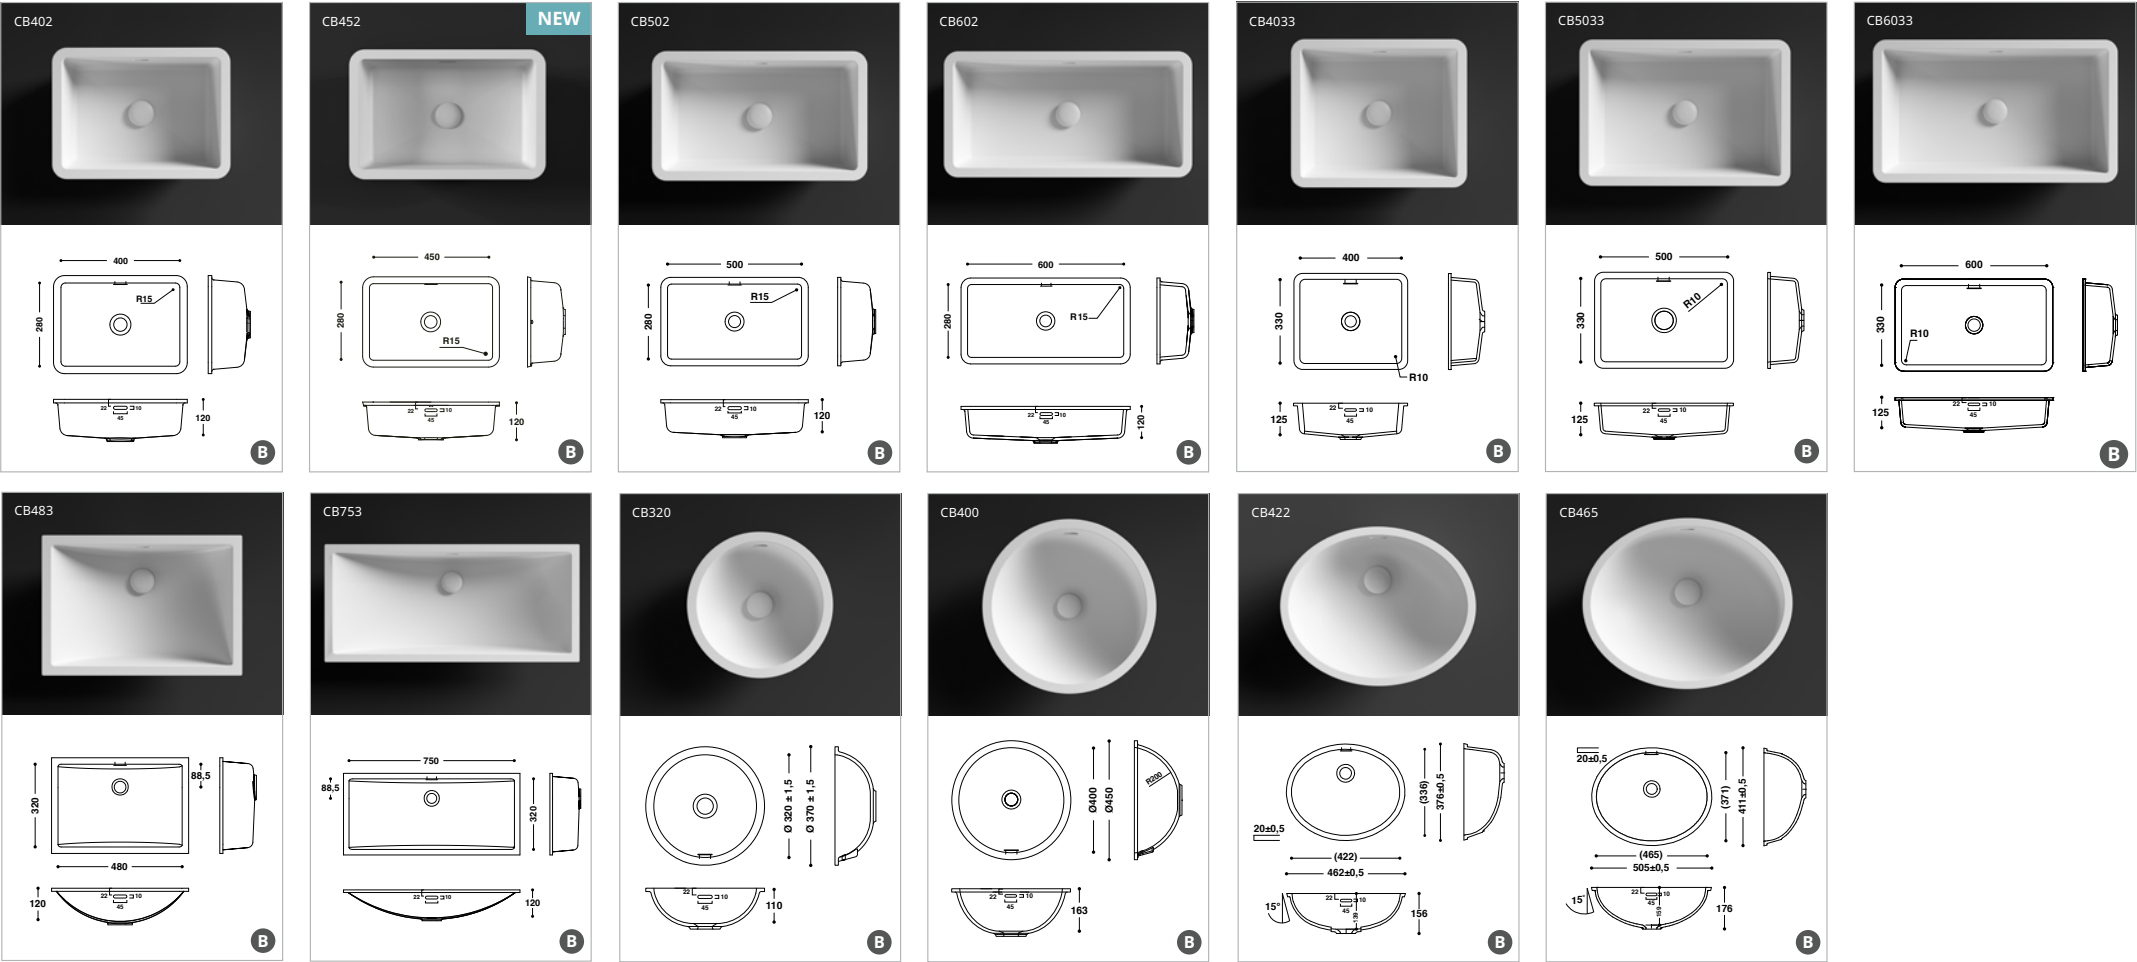 CB402
400
R15
280
22
10
45
120
B
CB452
NEW
450
280
R15
22
10
45
120
B
CB502
500
R15
280
22
10
45
120
B
CB602
600
280
R15
22
10
45
120
B
CB4033
400
330
R10
22
10
45
125
B
CB5033
500
R10
330
22
10
45
125
B
CB6033
600
330
R10
22
10
45
125
B
CB483
88,5
320
480
22
10
45
120
B
CB753
750
88,5
320
22
10
45
120
B
CB320
Ø 320 ± 1,5
Ø 370 ± 1,5
22
10
45
110
B
CB400
R200
Ø400
Ø450
22
10
45
163
B
CB422
(336)
376±0,5
20±0,5
(422)
462±0,5
15°
22
10
45
139
156
B
CB465
20±0,5
(371)
411±0,5
(465)
505±0,5
15°
22
10
45
159
176
B